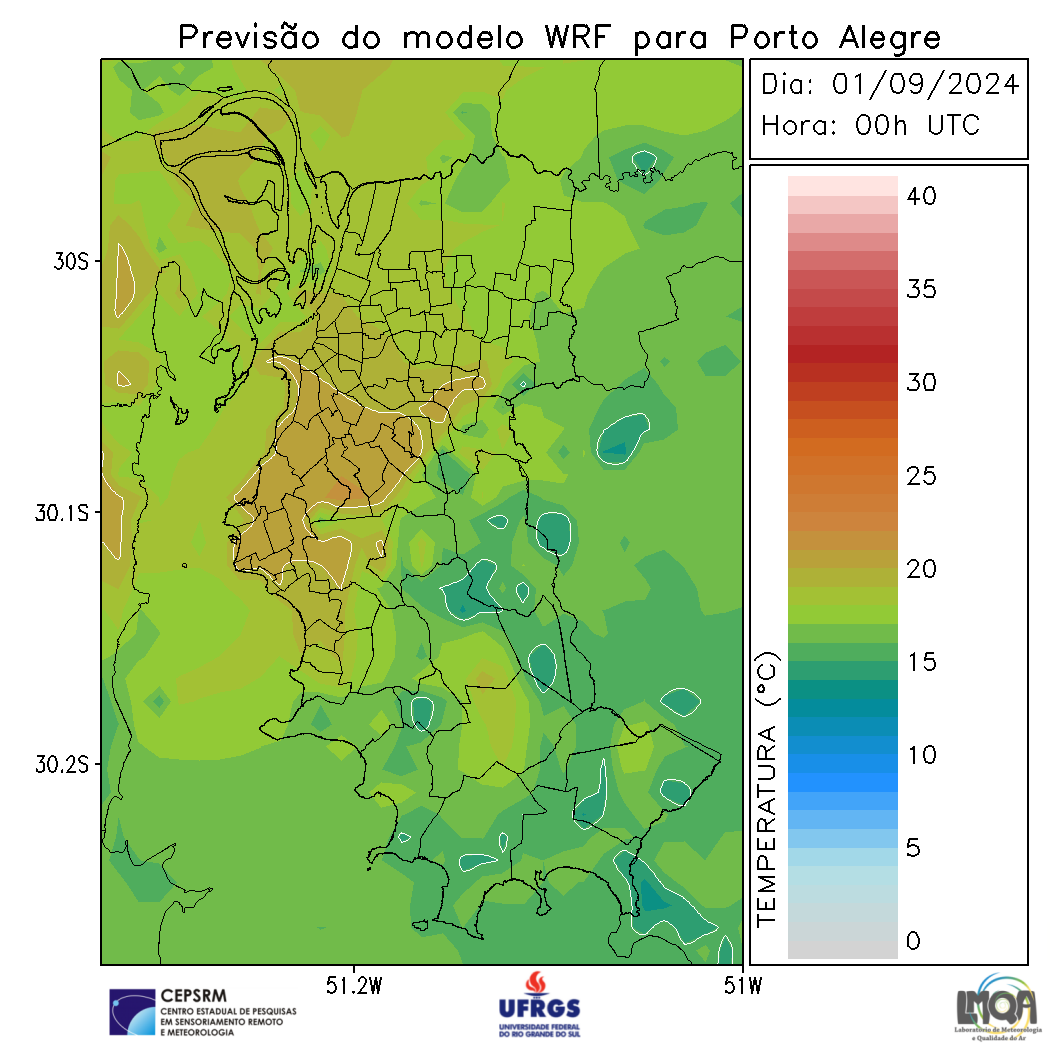 Previsão do modelo WRF para Porto Alegre
Dia: 01/09/2024
Hora: 00h UTC
40
35
30
25
20
15
10
5
0
TEMPERATURA (°C)
30S
30.1S
30.2S
51.2W
51W
CEPSRM
CENTRO ESTADUAL DE PESQUISAS
EM SENSORIAMENTO REMOTO
E METEOROLOGIA
UFRGS
UNIVERSIDADE FEDERAL
DO RIO GRANDE DO SUL
LMQA
Laboratório de Meteorologia
e Qualidade do Ar